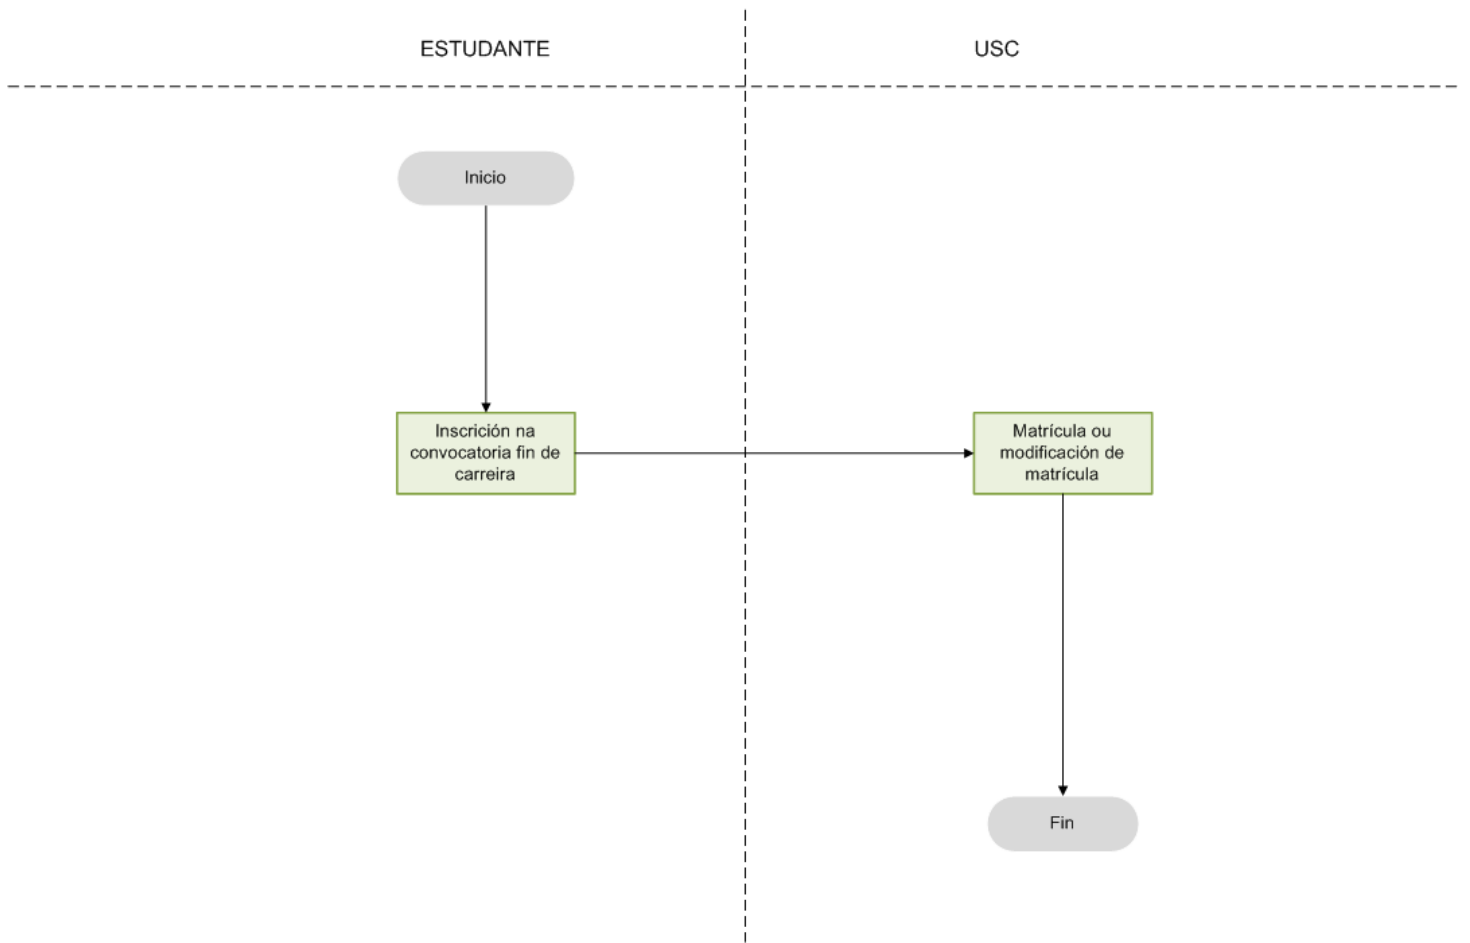 ESTUDANTE
USC
Inicio
Inscrición na
convocatoria fin de
carreira
Matrícula ou
modificación de
matrícula
Fin